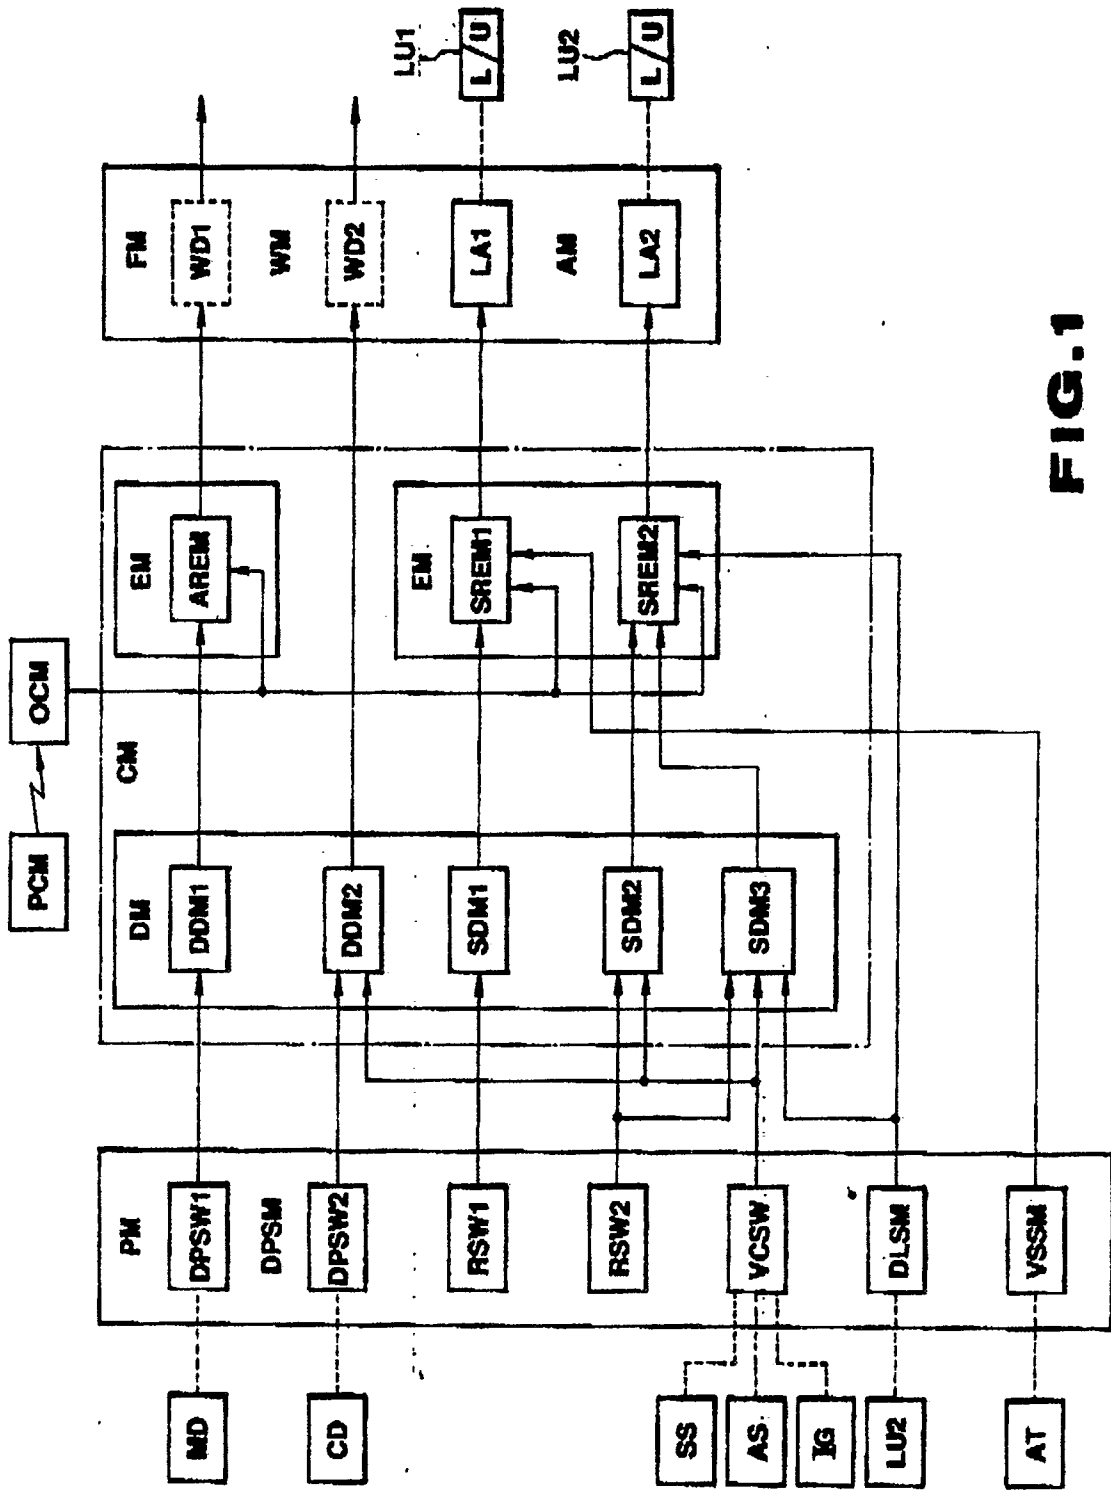 PCM
OCM
MD
CD
SS
AS
IG
LU2
AT
PM
DPSW1
DPSM
DPSW2
RSW1
RSW2
VCSW
DLSM
VSSM
CM
DM
DDM1
DDM2
SDM1
SDM2
SDM3
EM
AREM
EM
SREM1
SREM2
FM
WD1
WM
WD2
LA1
AM
LA2
LU1
L/U
LU2
L/U
FIG.1